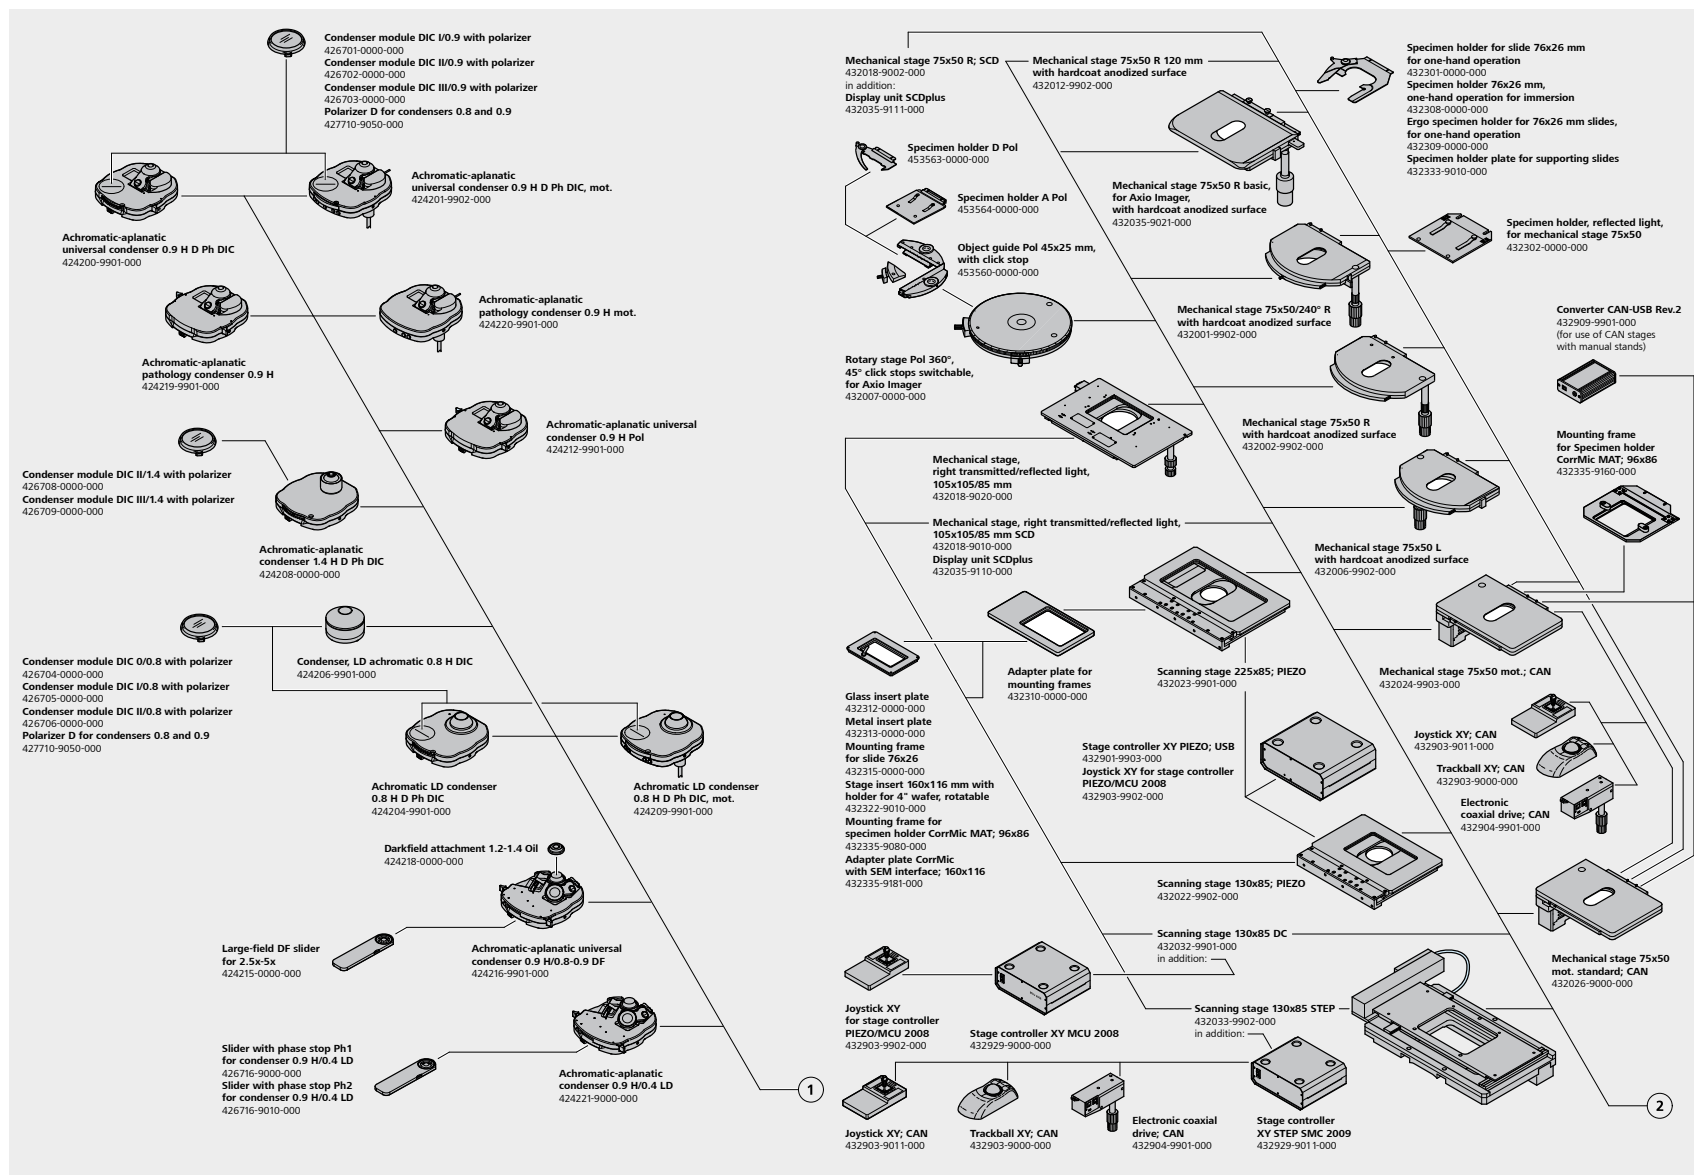 Condenser module DIC I/0.9 with polarizer
426701-0000-000
Condenser module DIC II/0.9 with polarizer
426702-0000-000
Condenser module DIC III/0.9 with polarizer
426703-0000-000
Polarizer D for condensers 0.8 and 0.9
427710-9050-000
Achromatic-aplanatic
universal condenser 0.9 H D Ph DIC, mot.
424201-9902-000
Achromatic-aplanatic
universal condenser 0.9 H D Ph DIC
424200-9901-000
Achromatic-aplanatic
pathology condenser 0.9 H mot.
424220-9901-000
Achromatic-aplanatic
pathology condenser 0.9 H
424219-9901-000
Achromatic-aplanatic universal
condenser 0.9 H Pol
424212-9901-000
Condenser module DIC II/1.4 with polarizer
426708-0000-000
Condenser module DIC III/1.4 with polarizer
426709-0000-000
Achromatic-aplanatic
condenser 1.4 H D Ph DIC
424208-0000-000
Condenser module DIC 0/0.8 with polarizer
426704-0000-000
Condenser module DIC I/0.8 with polarizer
426705-0000-000
Condenser module DIC II/0.8 with polarizer
426706-0000-000
Polarizer D for condensers 0.8 and 0.9
427710-9050-000
Condenser, LD achromatic 0.8 H DIC
424206-9901-000
Achromatic LD condenser
0.8 H D Ph DIC
424204-9901-000
Achromatic LD condenser
0.8 H D Ph DIC, mot.
424209-9901-000
Darkfield attachment 1.2-1.4 Oil
424218-0000-000
Large-field DF slider
for 2.5x-5x
424215-0000-000
Achromatic-aplanatic universal
condenser 0.9 H/0.8-0.9 DF
424216-9901-000
Slider with phase stop Ph1
for condenser 0.9 H/0.4 LD
426716-9000-000
Slider with phase stop Ph2
for condenser 0.9 H/0.4 LD
426716-9010-000
Achromatic-aplanatic
condenser 0.9 H/0.4 LD
424221-9000-000
1
Mechanical stage 75x50 R; SCD
432018-9002-000
in addition:
Display unit SCDplus
432035-9111-000
Mechanical stage 75x50 R 120 mm
with hardcoat anodized surface
432012-9902-000
Specimen holder for slide 76x26 mm
for one-hand operation
432301-0000-000
Specimen holder 76x26 mm,
one-hand operation for immersion
432308-0000-000
Ergo specimen holder for 76x26 mm slides,
for one-hand operation
432309-0000-000
Specimen holder plate for supporting slides
432333-9010-000
Specimen holder D Pol
453563-0000-000
Specimen holder A Pol
453564-0000-000
Mechanical stage 75x50 R basic,
for Axio Imager,
with hardcoat anodized surface
432035-9021-000
Specimen holder, reflected light,
for mechanical stage 75x50
432302-0000-000
Object guide Pol 45x25 mm,
with click stop
453560-0000-000
Mechanical stage 75x50/240° R
with hardcoat anodized surface
432001-9902-000
Converter CAN-USB Rev.2
432909-9901-000
(for use of CAN stages
with manual stands)
Rotary stage Pol 360°,
45° click stops switchable,
for Axio Imager
432007-0000-000
Mechanical stage 75x50 R
with hardcoat anodized surface
432002-9902-000
Mounting frame
for Specimen holder
CorrMic MAT; 96x86
432335-9160-000
Mechanical stage,
right transmitted/reflected light,
105x105/85 mm
432018-9020-000
Mechanical stage, right transmitted/reflected light,
105x105/85 mm SCD
432018-9010-000
Display unit SCDplus
432035-9110-000
Mechanical stage 75x50 L
with hardcoat anodized surface
432006-9902-000
Adapter plate for
mounting frames
432310-0000-000
Scanning stage 225x85; PIEZO
432023-9901-000
Mechanical stage 75x50 mot.; CAN
432024-9903-000
Glass insert plate
432312-0000-000
Metal insert plate
432313-0000-000
Mounting frame
for slide 76x26
432315-0000-000
Stage insert 160x116 mm with
holder for 4" wafer, rotatable
432322-9010-000
Mounting frame for
specimen holder CorrMic MAT; 96x86
432335-9080-000
Adapter plate CorrMic
with SEM interface; 160x116
432335-9181-000
Stage controller XY PIEZO; USB
432901-9903-000
Joystick XY for stage controller
PIEZO/MCU 2008
432903-9902-000
Joystick XY; CAN
432903-9011-000
Trackball XY; CAN
432903-9000-000
Electronic
coaxial drive; CAN
432904-9901-000
Scanning stage 130x85; PIEZO
432022-9902-000
Scanning stage 130x85 DC
432032-9901-000
in addition:
Mechanical stage 75x50
mot. standard; CAN
432026-9000-000
Joystick XY
for stage controller
PIEZO/MCU 2008
432903-9902-000
Stage controller XY MCU 2008
432929-9000-000
Scanning stage 130x85 STEP
432033-9902-000
in addition:
Joystick XY; CAN
432903-9011-000
Trackball XY; CAN
432903-9000-000
Electronic coaxial
drive; CAN
432904-9901-000
Stage controller
XY STEP SMC 2009
432929-9011-000
2